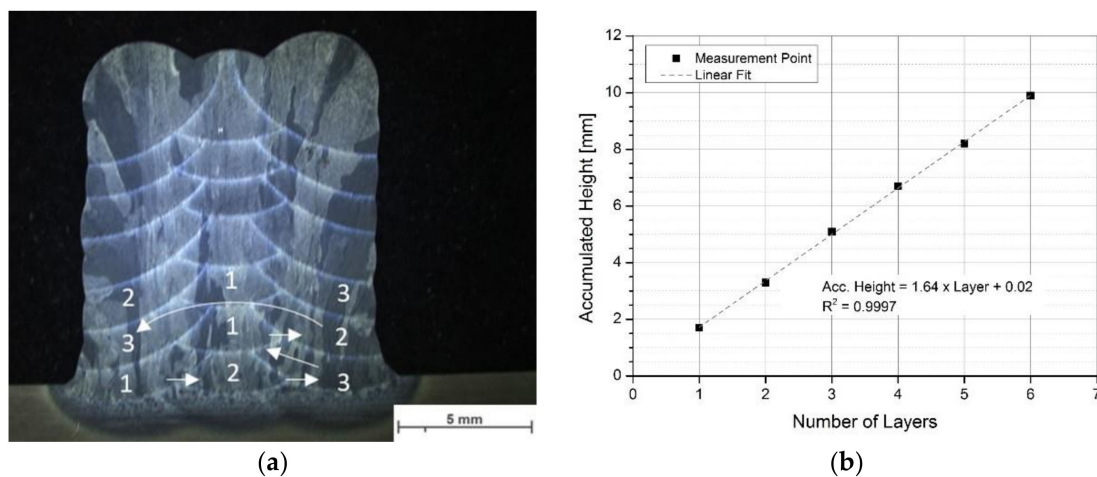 1
2
3
1
3
2
1
2
3
5 mm
(a)
12
10
8
6
4
2
0
Accumulated Height [mm]
Measurement Point
Linear Fit
Acc. Height = 1.64 x Layer + 0.02
R² = 0.9997
0 1 2 3 4 5 6 7
Number of Layers
(b)